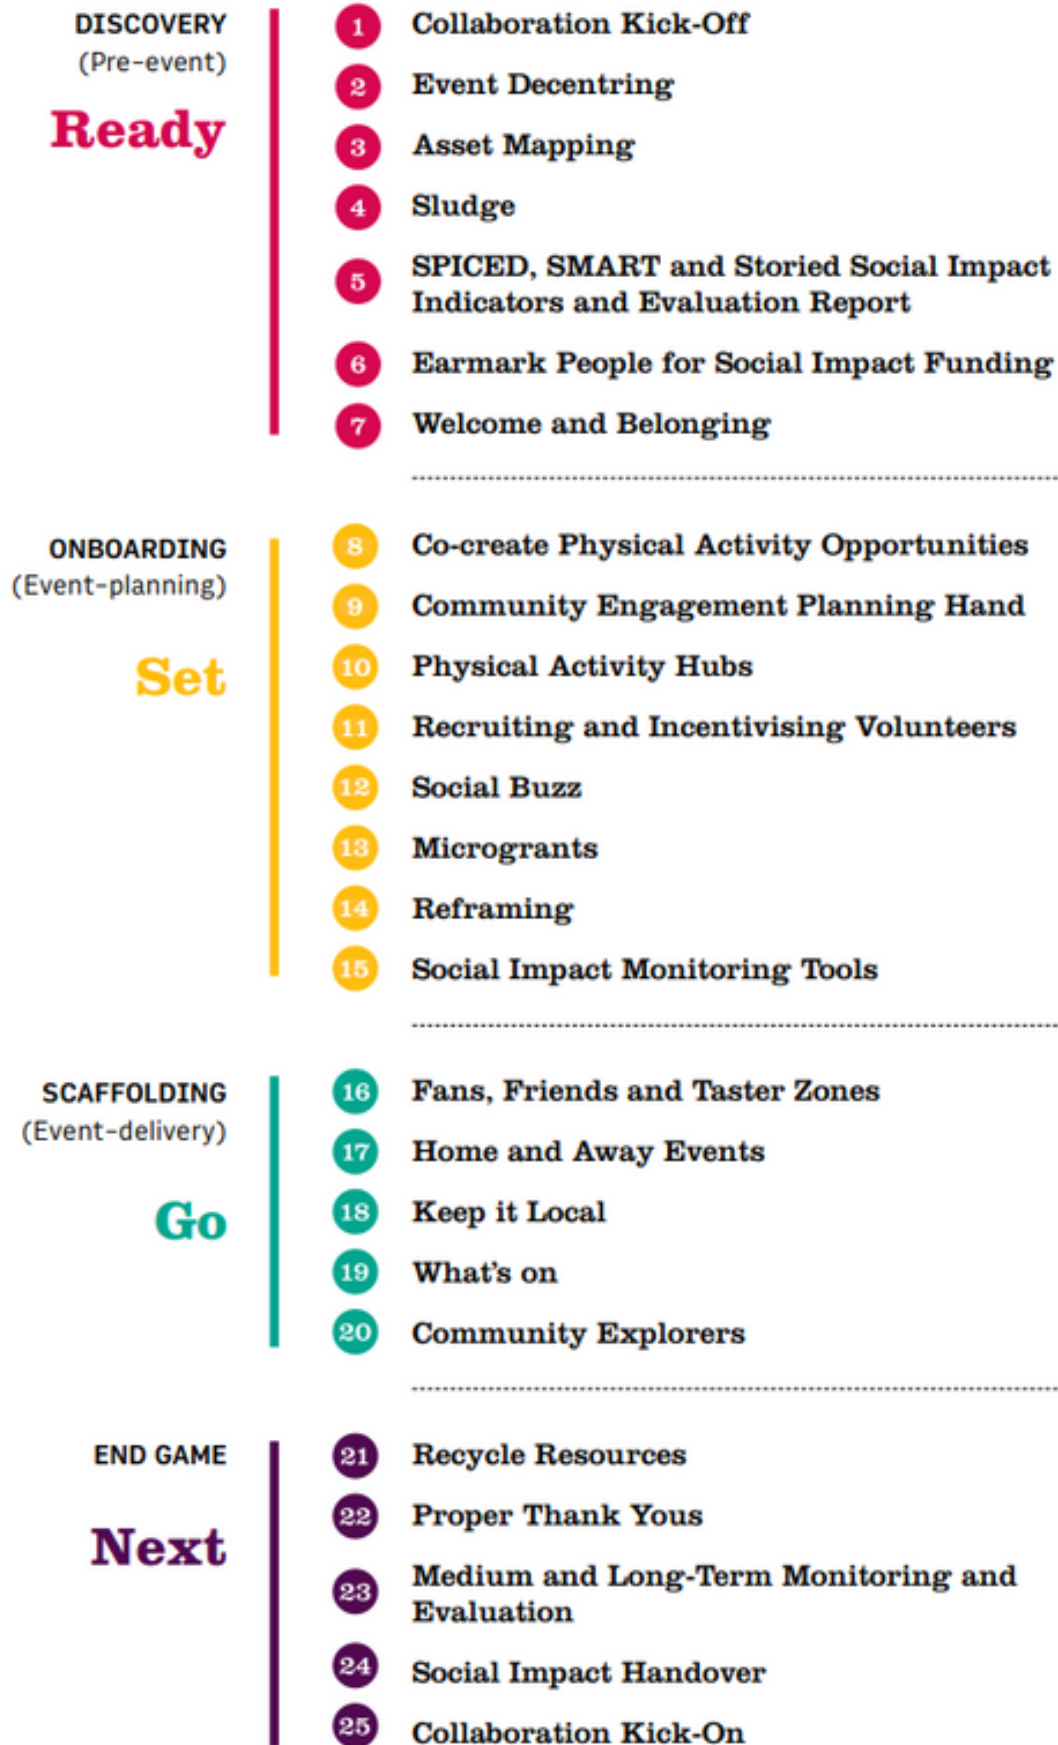 DISCOVERY
(Pre-event)
Ready
1 Collaboration Kick-Off
2 Event Decentring
3 Asset Mapping
4 Sludge
5 SPICED, SMART and Storied Social Impact
Indicators and Evaluation Report
6 Earmark People for Social Impact Funding
7 Welcome and Belonging
ONBOARDING
(Event-planning)
Set
8 Co-create Physical Activity Opportunities
9 Community Engagement Planning Hand
10 Physical Activity Hubs
11 Recruiting and Incentivising Volunteers
12 Social Buzz
13 Microgrants
14 Reframing
15 Social Impact Monitoring Tools
SCAFFOLDING
(Event-delivery)
Go
16 Fans, Friends and Taster Zones
17 Home and Away Events
18 Keep it Local
19 What's on
20 Community Explorers
END GAME
Next
21 Recycle Resources
22 Proper Thank Yous
23 Medium and Long-Term Monitoring and
Evaluation
24 Social Impact Handover
25 Collaboration Kick-On